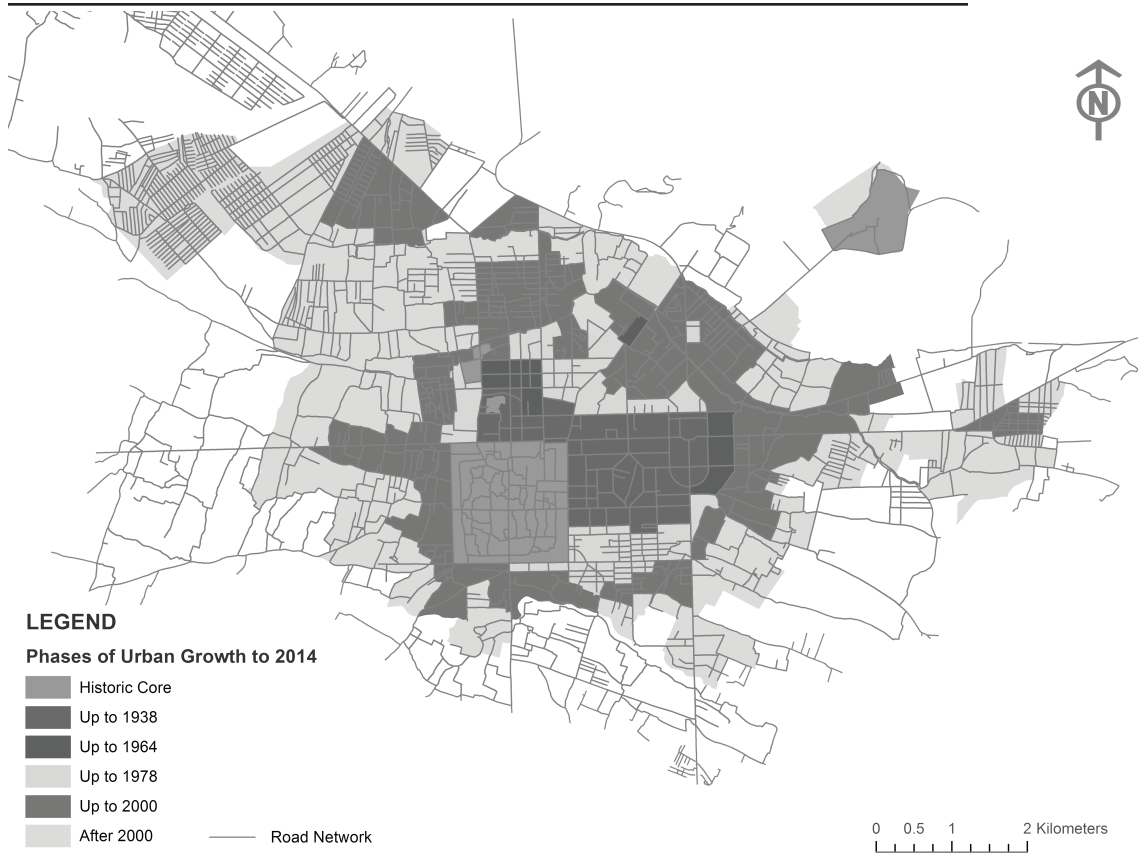 N
LEGEND
Phases of Urban Growth to 2014
Historic Core
Up to 1938
Up to 1964
Up to 1978
Up to 2000
After 2000
Road Network
0 0.5 1 2 Kilometers